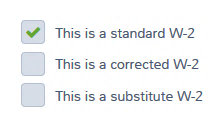 This is a standard W-2
This is a corrected W-2
This is a substitute W-2